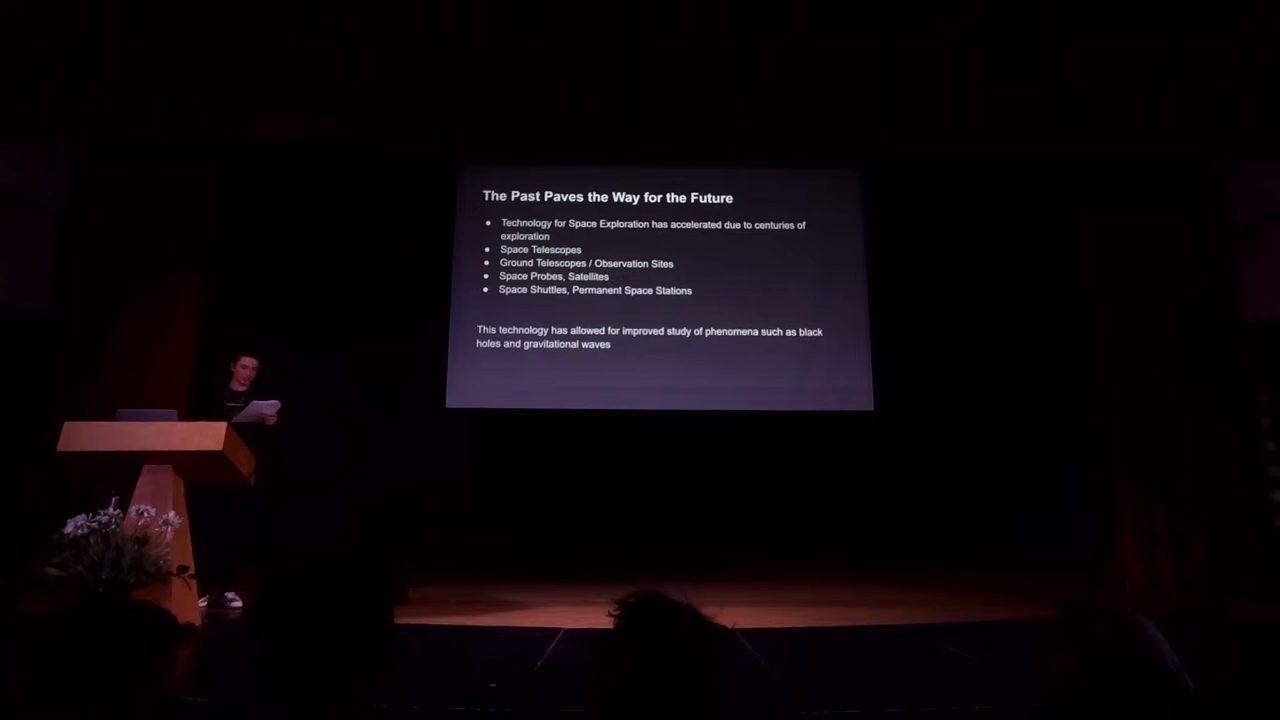 The Past Paves the Way for the Future
● Technology for Space Exploration has accelerated due to centuries of
exploration
● Space Telescopes
● Ground Telescopes / Observation Sites
● Space Probes, Satellites
● Space Shuttles, Permanent Space Stations
This technology has allowed for improved study of phenomena such as black
holes and gravitational waves